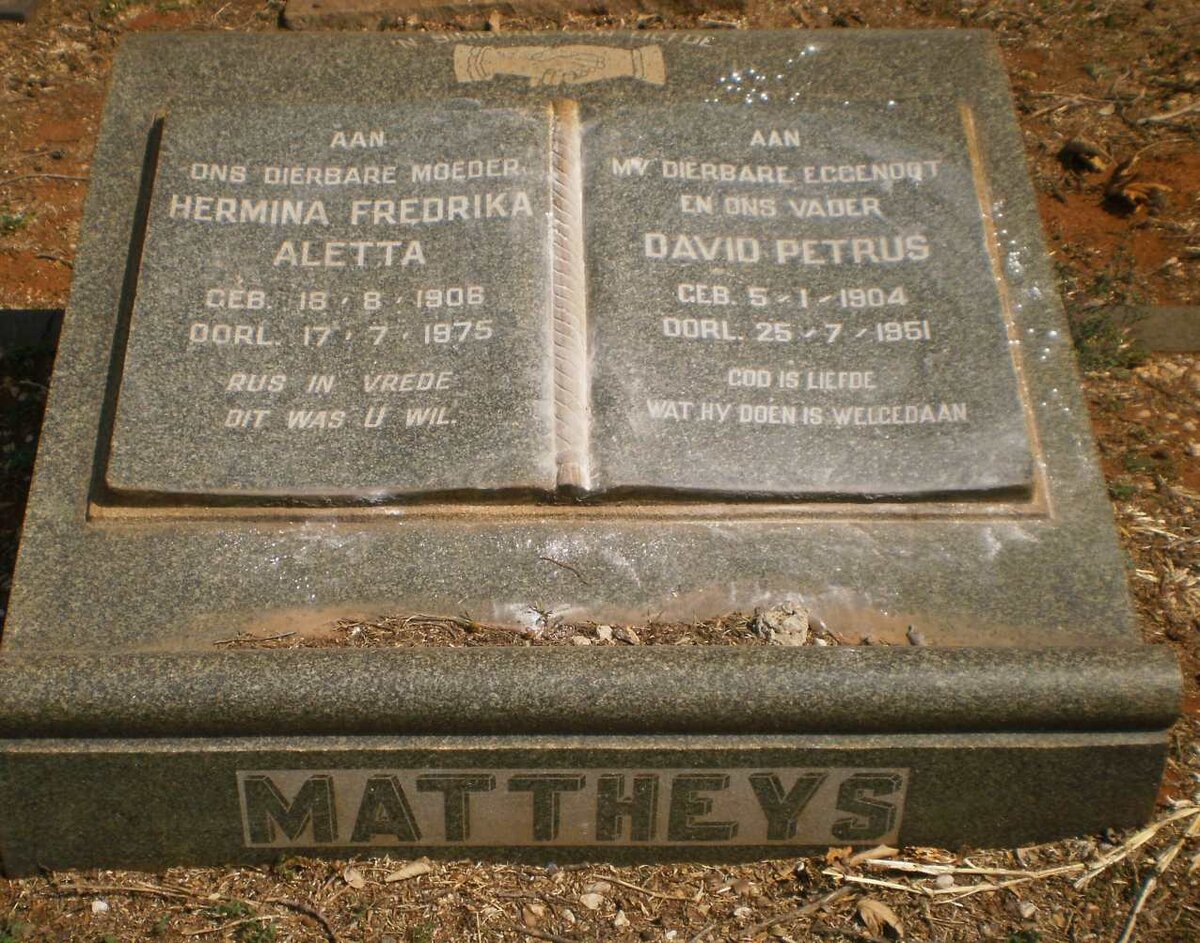 AAN
ONS DIERBARE MOEDER
HERMINA FREDRIKA
ALETTA
GEB. 18 - 8 - 1906
OORL. 17 - 7 - 1975
RUS IN VREDE
DIT WAS U WIL.
AAN
MY DIERBARE EGGENOOT
EN ONS VADER
DAVID PETRUS
GEB. 5 - 1 - 1904
OORL. 25 - 7 - 1951
GOD IS LIEFDE
WAT HY DOEN IS WELGEDAAN
MATTHEYS